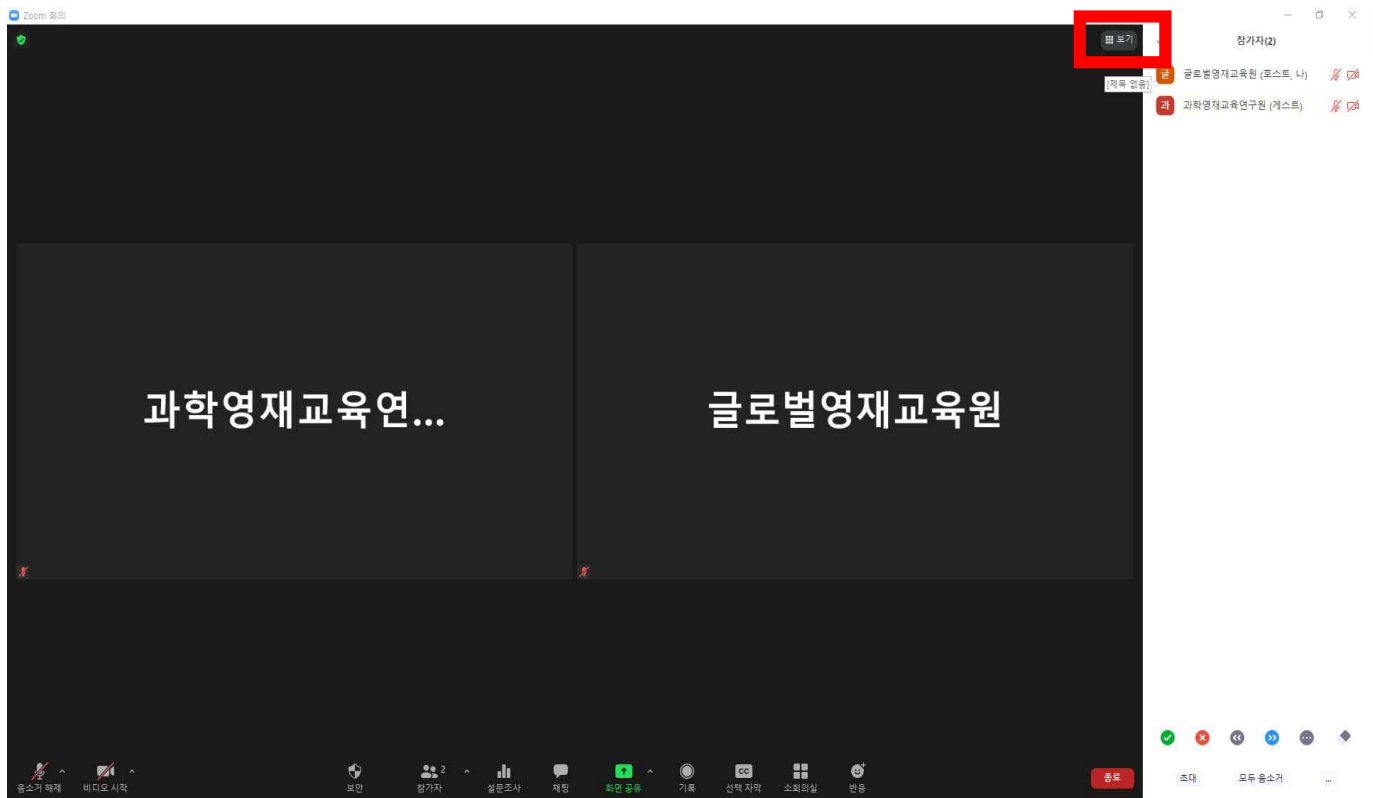 Zoom 회의
보기
참가자(2)
[제목 없음]
글 글로벌영재교육원 (호스트, 나)
과 과학영재교육연구원 (게스트)
과학영재교육연...
글로벌영재교육원
음소거 해제
비디오 시작
보안
참가자 2
설문조사
채팅
화면 공유
기록
CC
선택 자막
소회의실
반응
종료
초대
모두 음소거
...